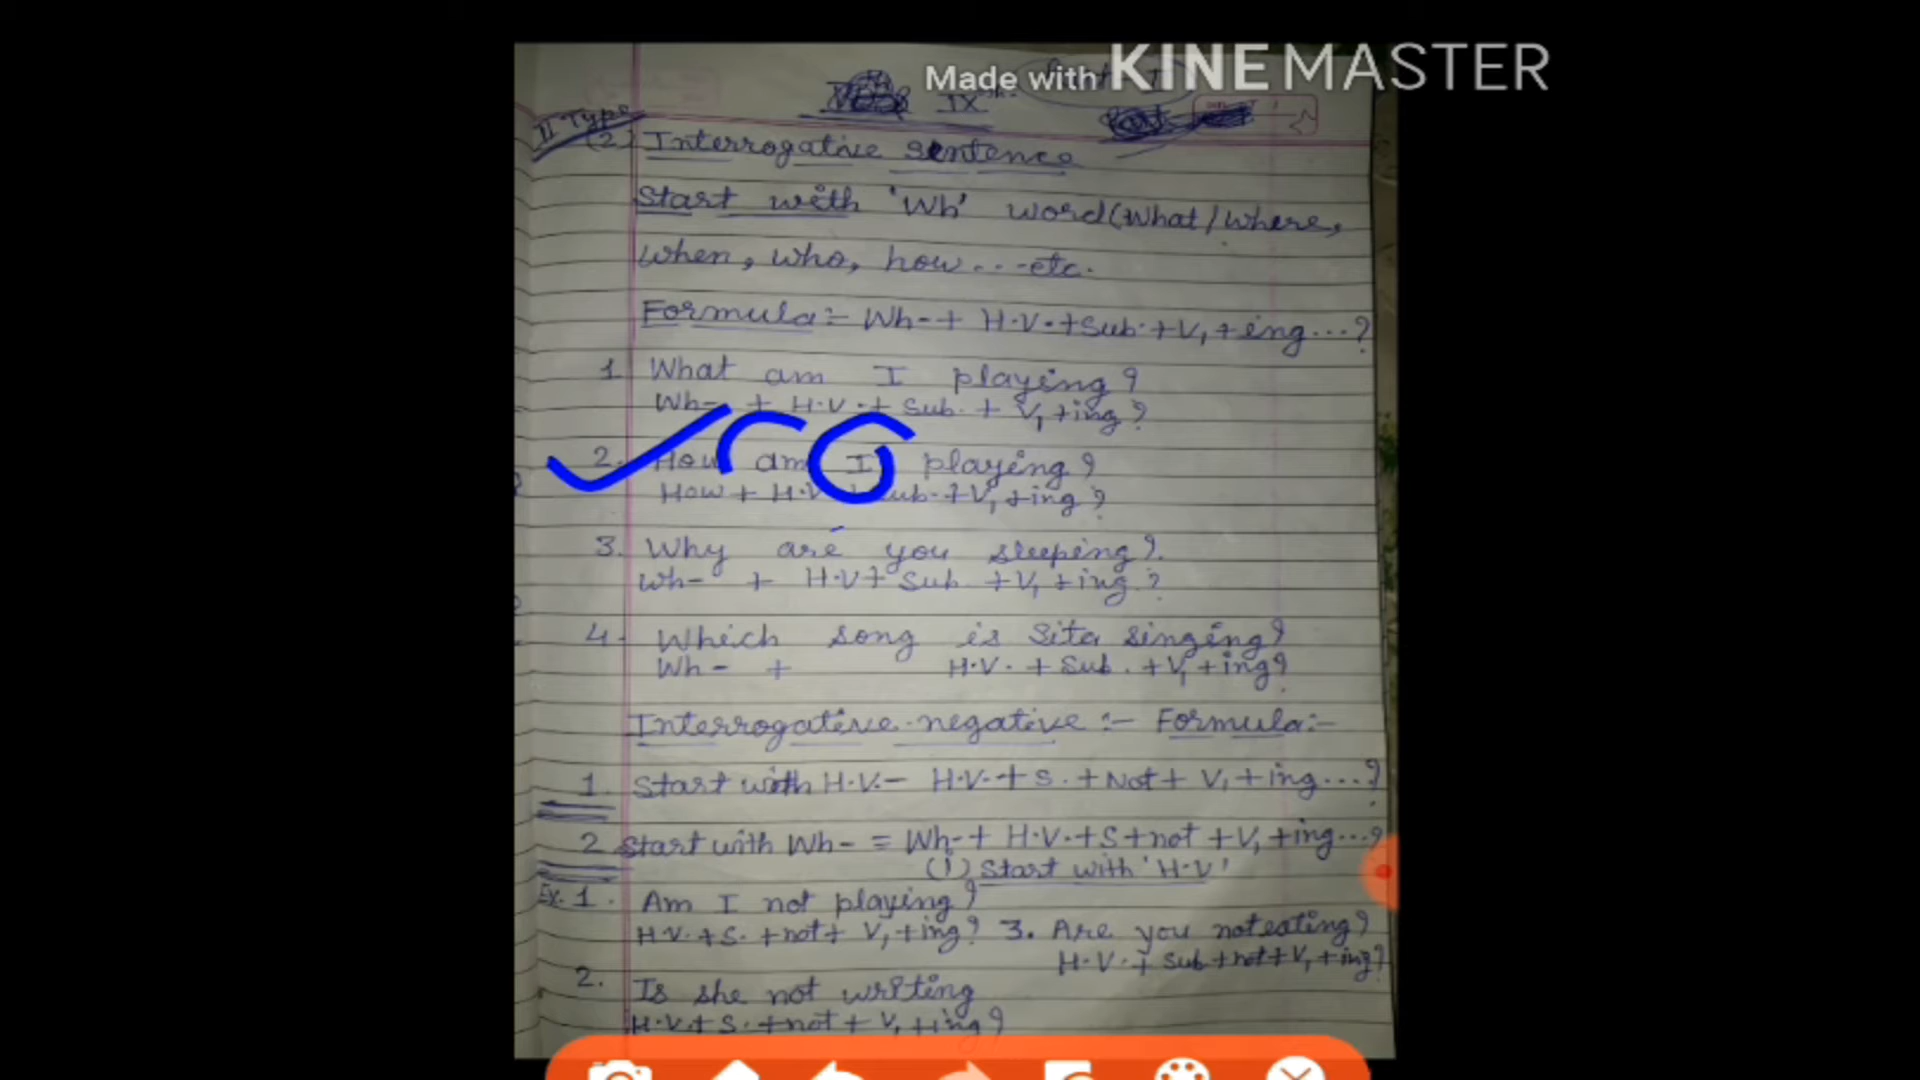 Made with KINEMASTER
IX
II Type
(2) Interrogative sentence
Start with 'Wh' word (What / Where,
When, who, how ... etc.
Formula :- Wh- + H.V. + Sub. + V1 + ing ...?
1. What am I playing?
Wh- + H.V. + Sub. + V1 + ing?
2. How am I playing?
How + H.V + Sub. + V1 + ing?
3. Why are you sleeping?
Wh- + H.V + Sub. + V1 + ing?
4. Which song is Sita singing?
Wh- + H.V. + Sub. + V1 + ing?
Interrogative negative :- Formula :-
1. Start with H.V. - H.V. + S. + Not + V1 + ing ...?
2 Start with Wh- = Wh- + H.V. + S + not + V1 + ing ...?
(i) Start with 'H.V'
Ex. 1. Am I not playing?
H.V. + S. + not + V1 + ing?
3. Are you not eating?
H.V. + Sub + not + V1 + ing?
2. Is she not writing
H.V. + S. + not + V1 + ing?